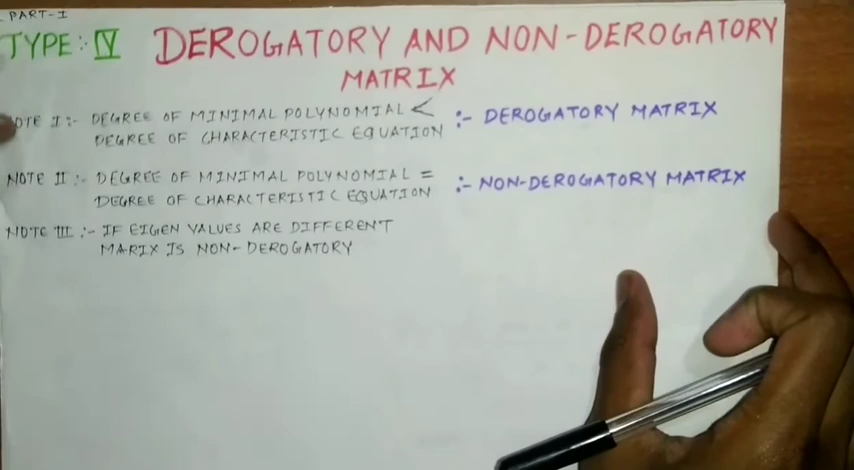 PART-I
TYPE:- IV DEROGATORY AND NON-DEROGATORY
MATRIX
NOTE I:- DEGREE OF MINIMAL POLYNOMIAL <
DEGREE OF CHARACTERISTIC EQUATION
:- DEROGATORY MATRIX
NOTE II:- DEGREE OF MINIMAL POLYNOMIAL =
DEGREE OF CHARACTERISTIC EQUATION
:- NON-DEROGATORY MATRIX
NOTE III:- IF EIGEN VALUES ARE DIFFERENT
MARIX IS NON-DEROGATORY